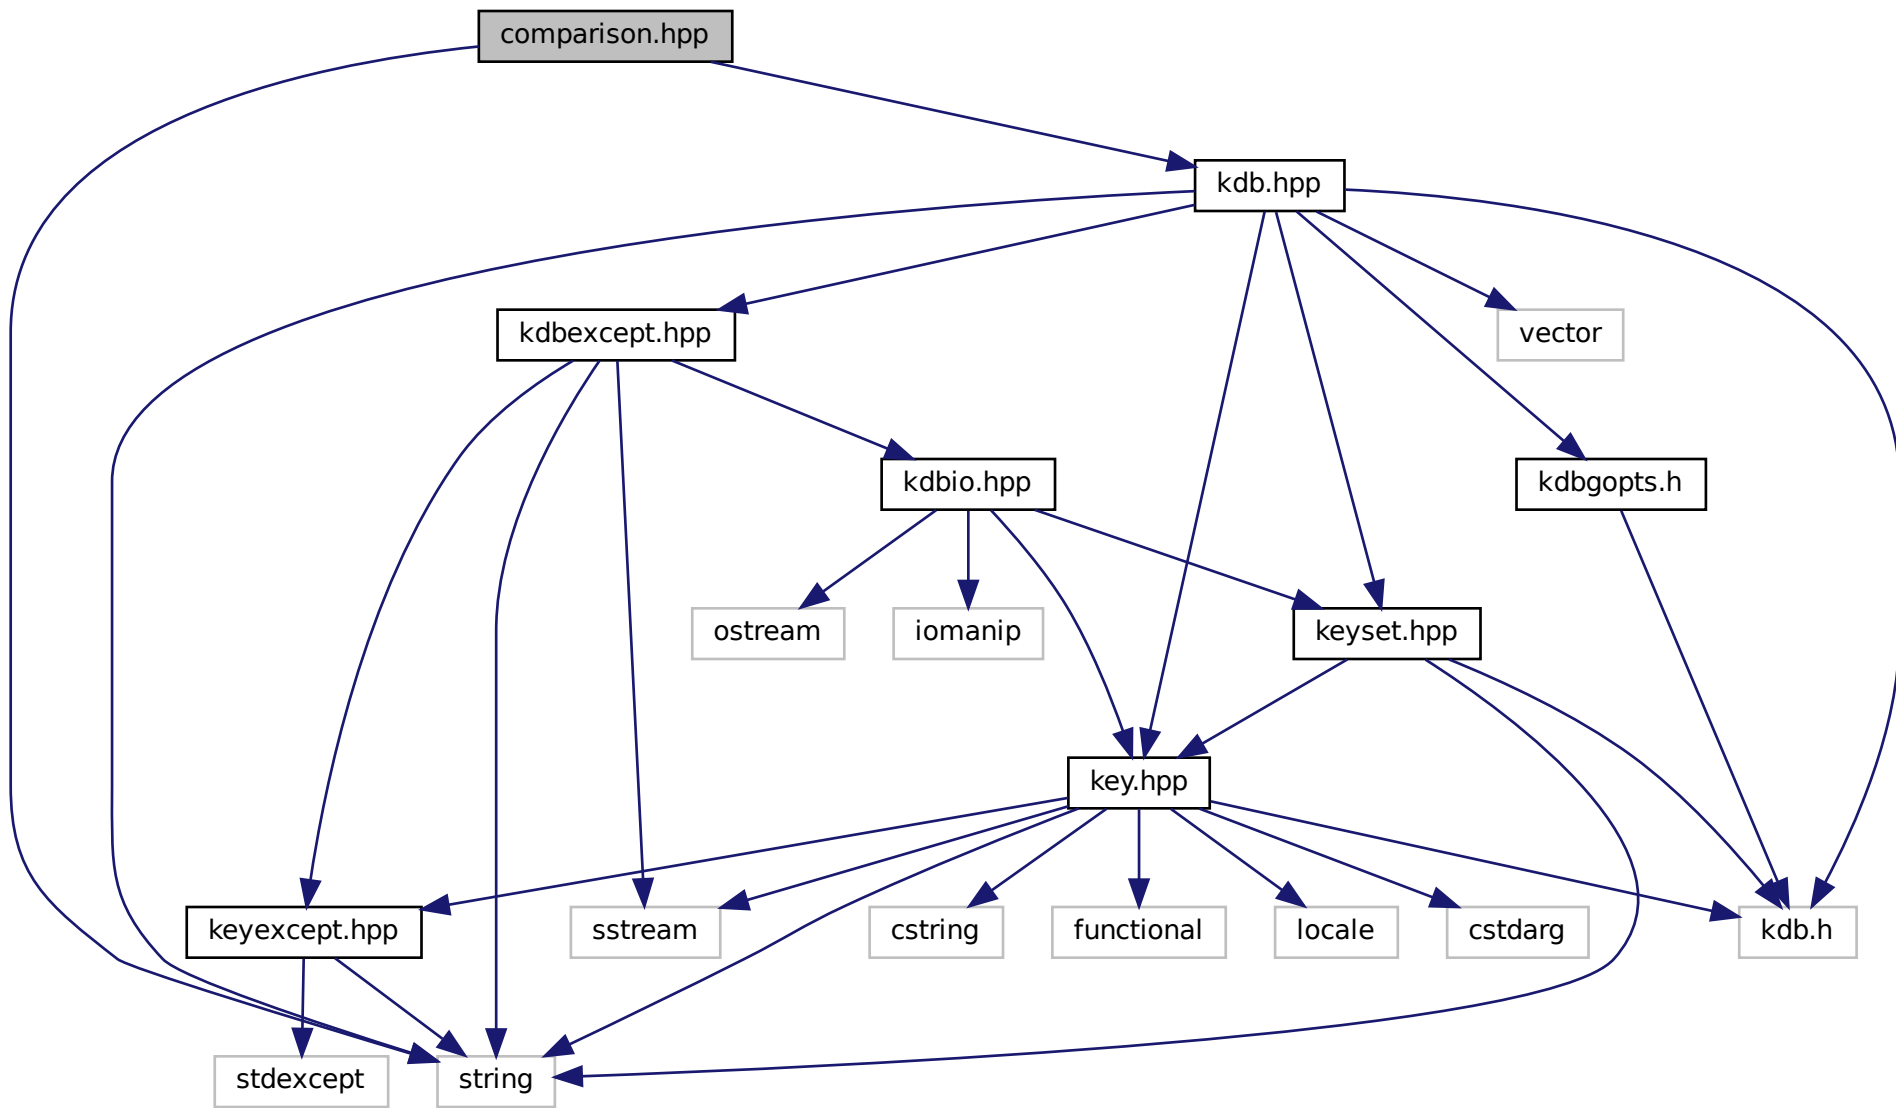 comparison.hpp
kdb.hpp
kdbexcept.hpp
vector
kdbio.hpp
kdbgopts.h
ostream
iomanip
keyset.hpp
key.hpp
keyexcept.hpp
sstream
cstring
functional
locale
cstdarg
kdb.h
stdexcept
string